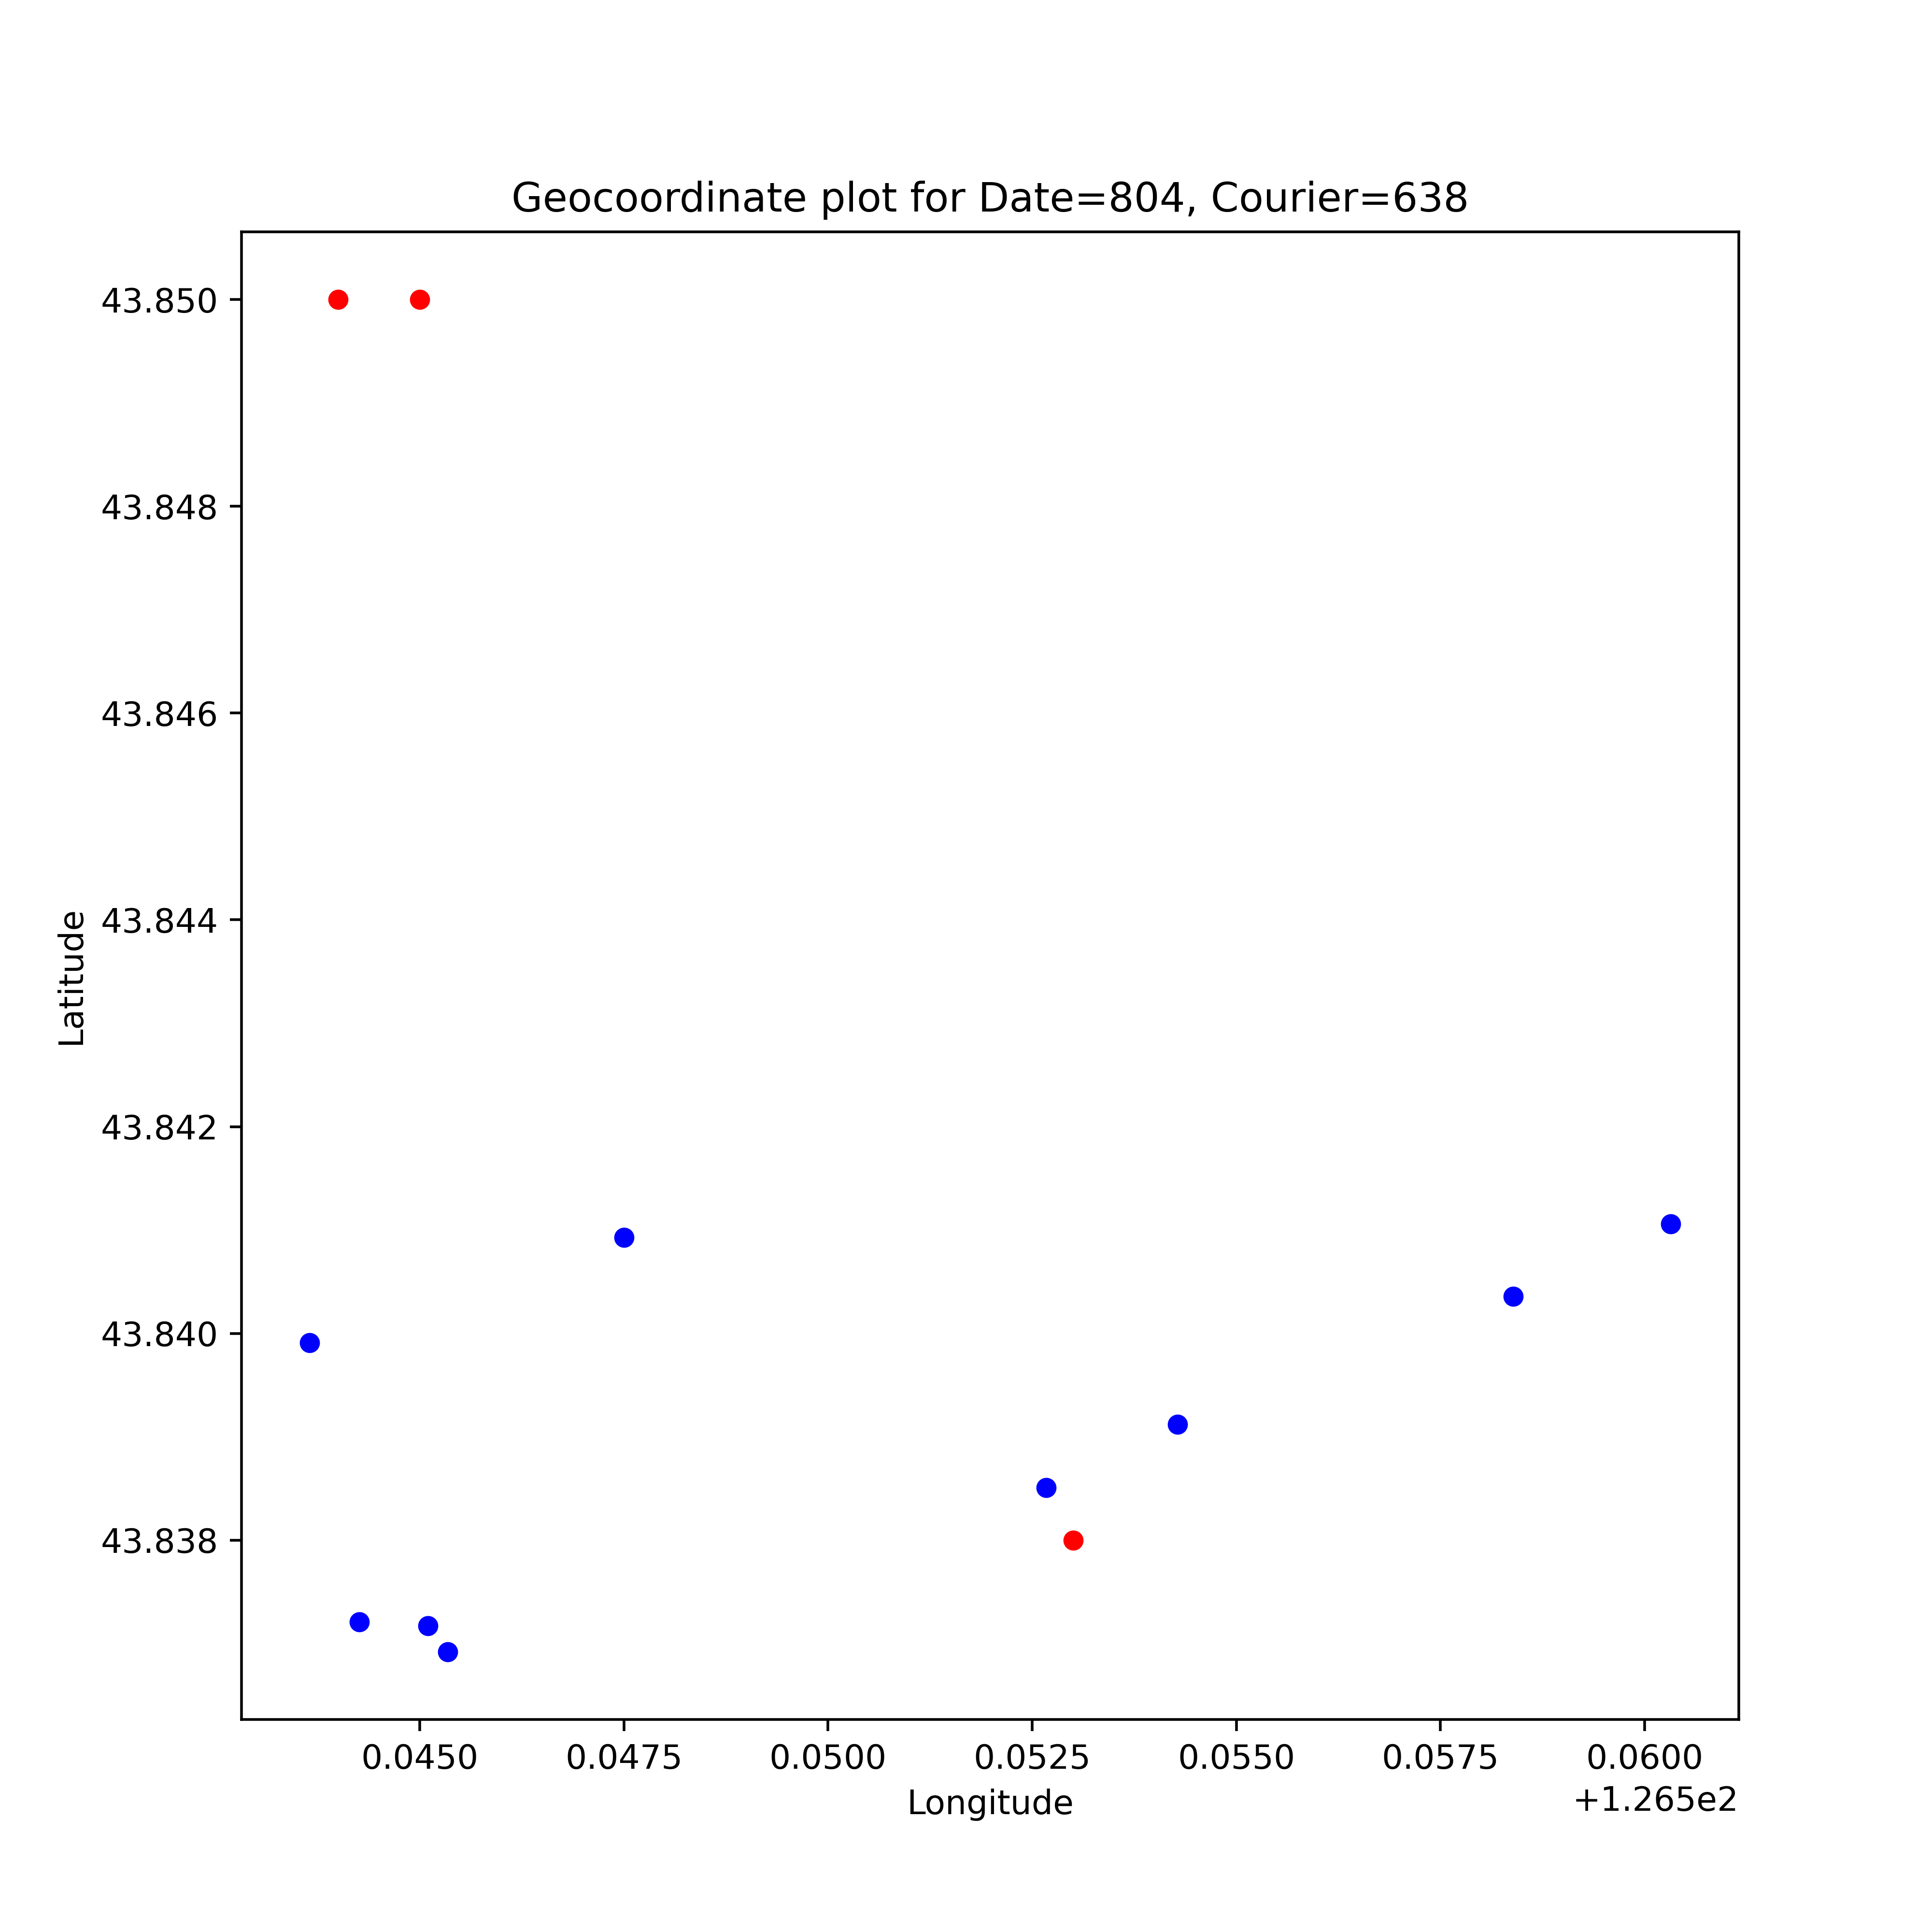 Geocoordinate plot for Date=804, Courier=638
43.850
43.848
43.846
43.844
43.842
43.840
43.838
Latitude
0.0450 0.0475 0.0500 0.0525 0.0550 0.0575 0.0600
+1.265e2
Longitude